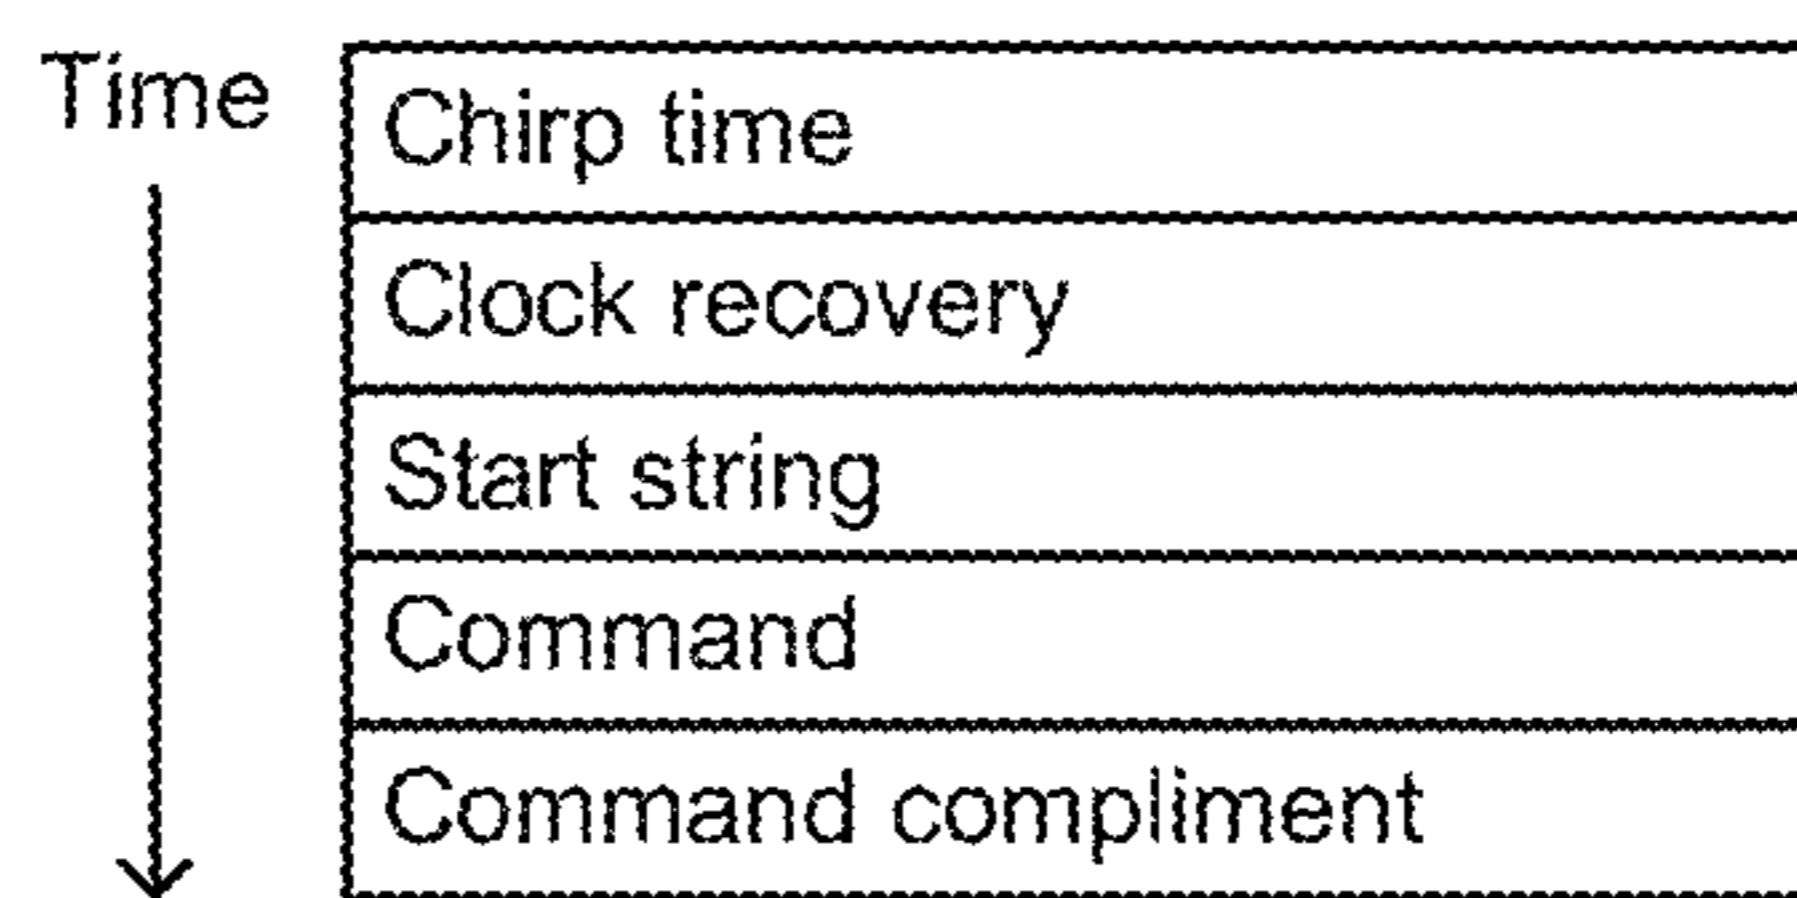 Time
Chirp time
Clock recovery
Start string
Command
Command compliment